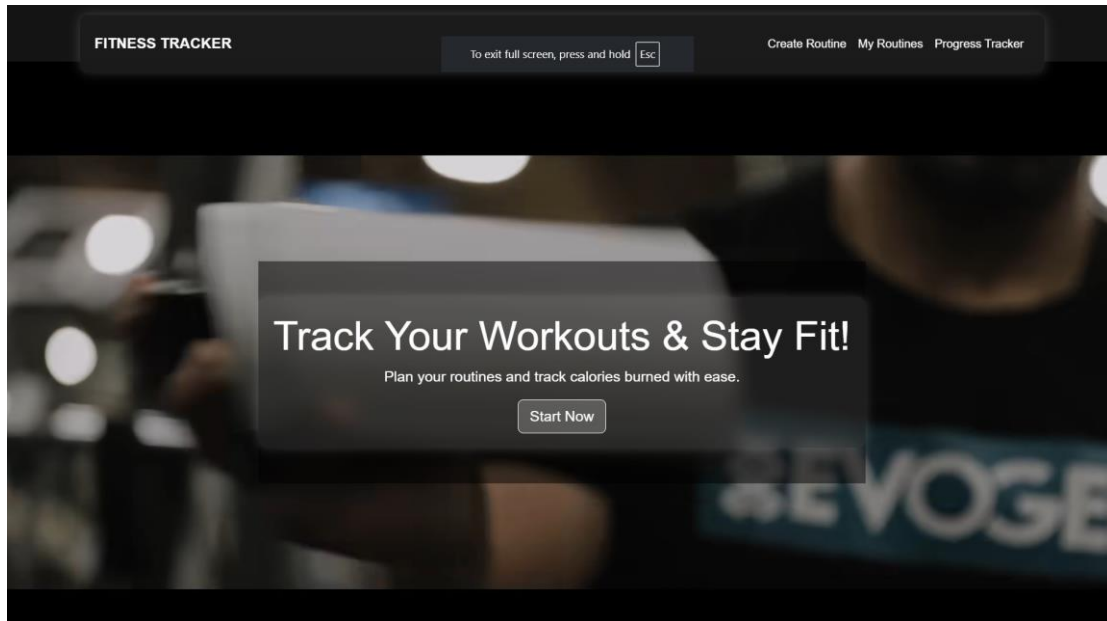 FITNESS TRACKER
To exit full screen, press and hold Esc
Create Routine My Routines Progress Tracker
Track Your Workouts & Stay Fit!
Plan your routines and track calories burned with ease.
Start Now
EVOGE